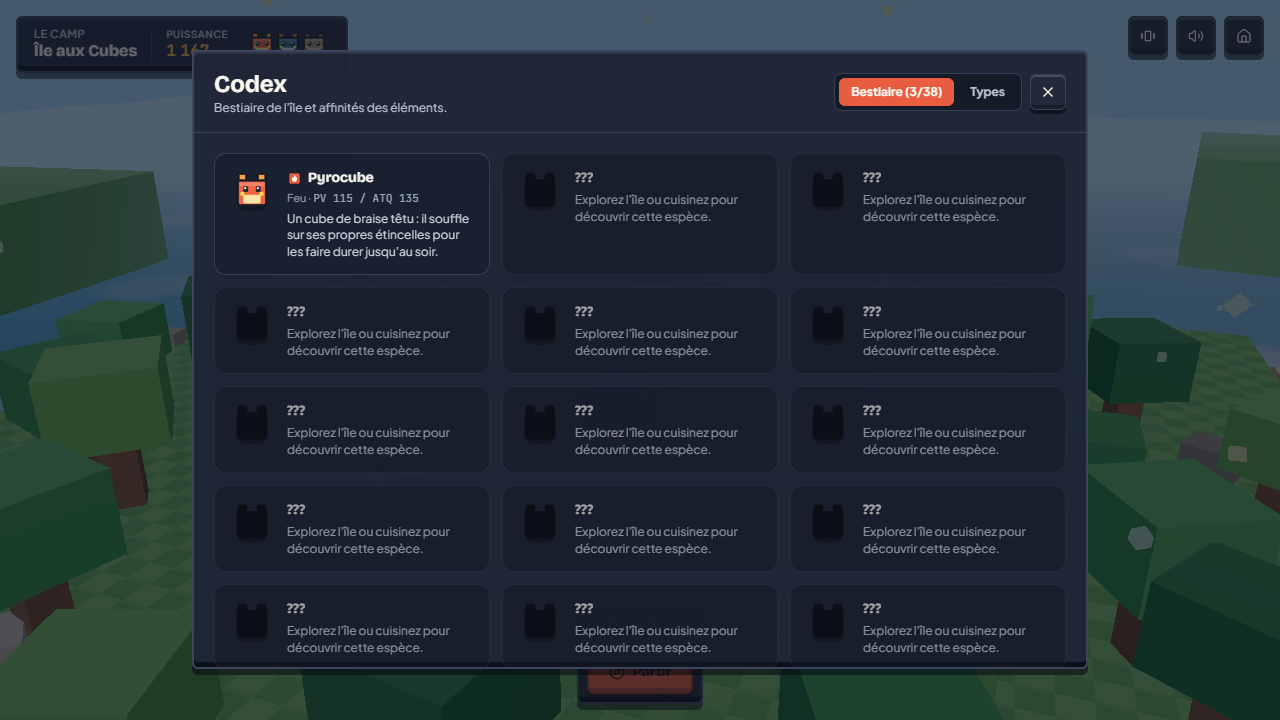 LE CAMP
Île aux Cubes
PUISSANCE
1 167
Codex
Bestiaire de l'île et affinités des éléments.
Bestiaire (3/38)
Types
Pyrocube
Feu · PV 115 / ATQ 135
Un cube de braise têtu : il souffle
sur ses propres étincelles pour
les faire durer jusqu'au soir.
???
Explorez l'île ou cuisinez pour
découvrir cette espèce.
???
Explorez l'île ou cuisinez pour
découvrir cette espèce.
???
Explorez l'île ou cuisinez pour
découvrir cette espèce.
???
Explorez l'île ou cuisinez pour
découvrir cette espèce.
???
Explorez l'île ou cuisinez pour
découvrir cette espèce.
???
Explorez l'île ou cuisinez pour
découvrir cette espèce.
???
Explorez l'île ou cuisinez pour
découvrir cette espèce.
???
Explorez l'île ou cuisinez pour
découvrir cette espèce.
???
Explorez l'île ou cuisinez pour
découvrir cette espèce.
???
Explorez l'île ou cuisinez pour
découvrir cette espèce.
???
Explorez l'île ou cuisinez pour
découvrir cette espèce.
???
Explorez l'île ou cuisinez pour
découvrir cette espèce.
???
Explorez l'île ou cuisinez pour
découvrir cette espèce.
???
Explorez l'île ou cuisinez pour
découvrir cette espèce.
Partir